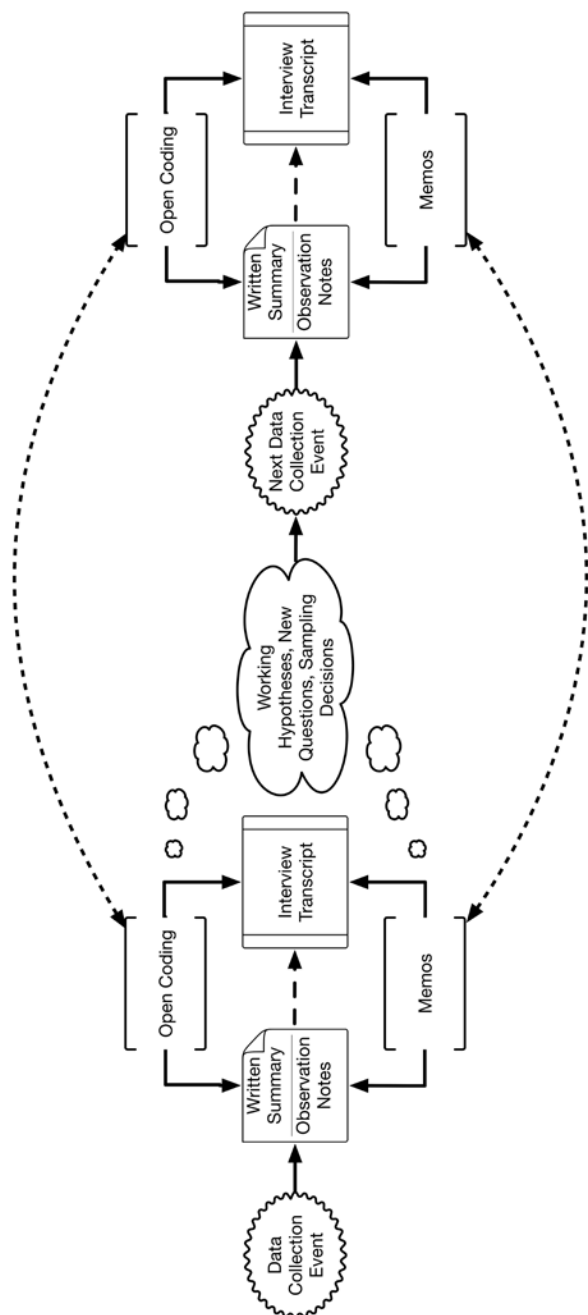 Data
Collection
Event
Written
Summary
Observation
Notes
Open Coding
Interview
Transcript
Memos
Working
Hypotheses, New
Questions, Sampling
Decisions
Next Data
Collection
Event
Written
Summary
Observation
Notes
Open Coding
Interview
Transcript
Memos